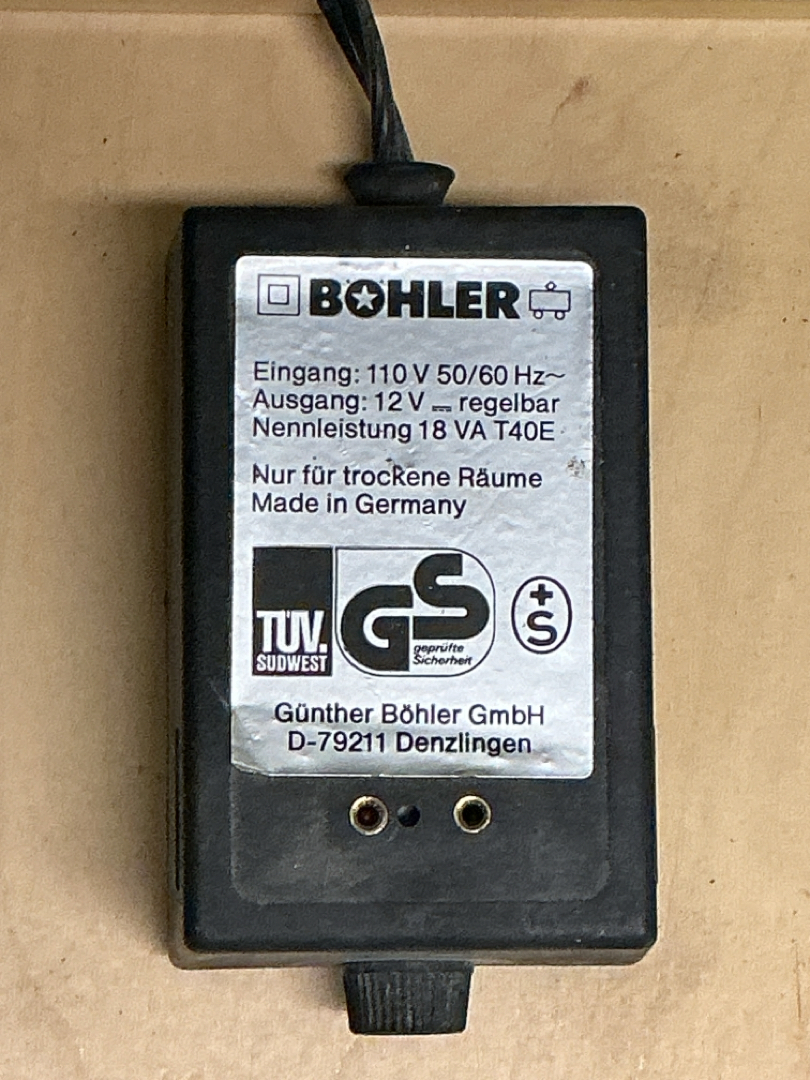 BÖHLER
Eingang: 110 V 50/60 Hz~
Ausgang: 12 V ⎓ regelbar
Nennleistung 18 VA T40E
Nur für trockene Räume
Made in Germany
TÜV.
SÜDWEST
GS
geprüfte
Sicherheit
+
S
Günther Böhler GmbH
D-79211 Denzlingen